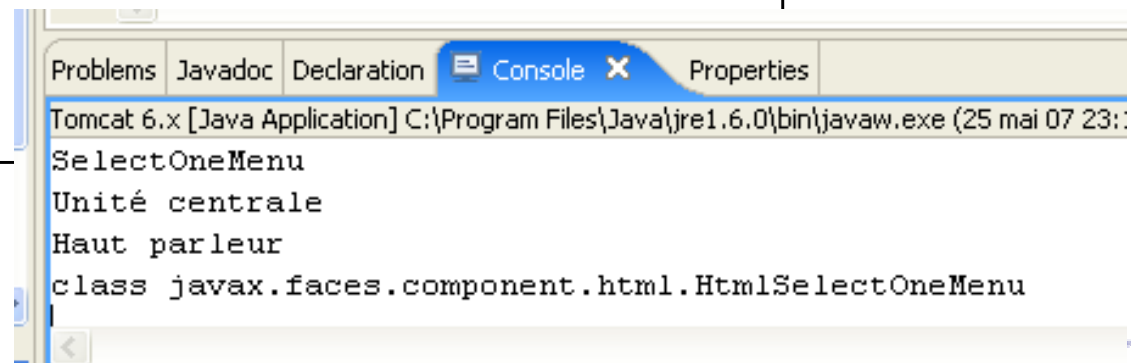 Problems Javadoc Declaration Console Properties
Tomcat 6.x [Java Application] C:\Program Files\Java\jre1.6.0\bin\javaw.exe (25 mai 07 23:
SelectOneMenu
Unité centrale
Haut parleur
class javax.faces.component.html.HtmlSelectOneMenu